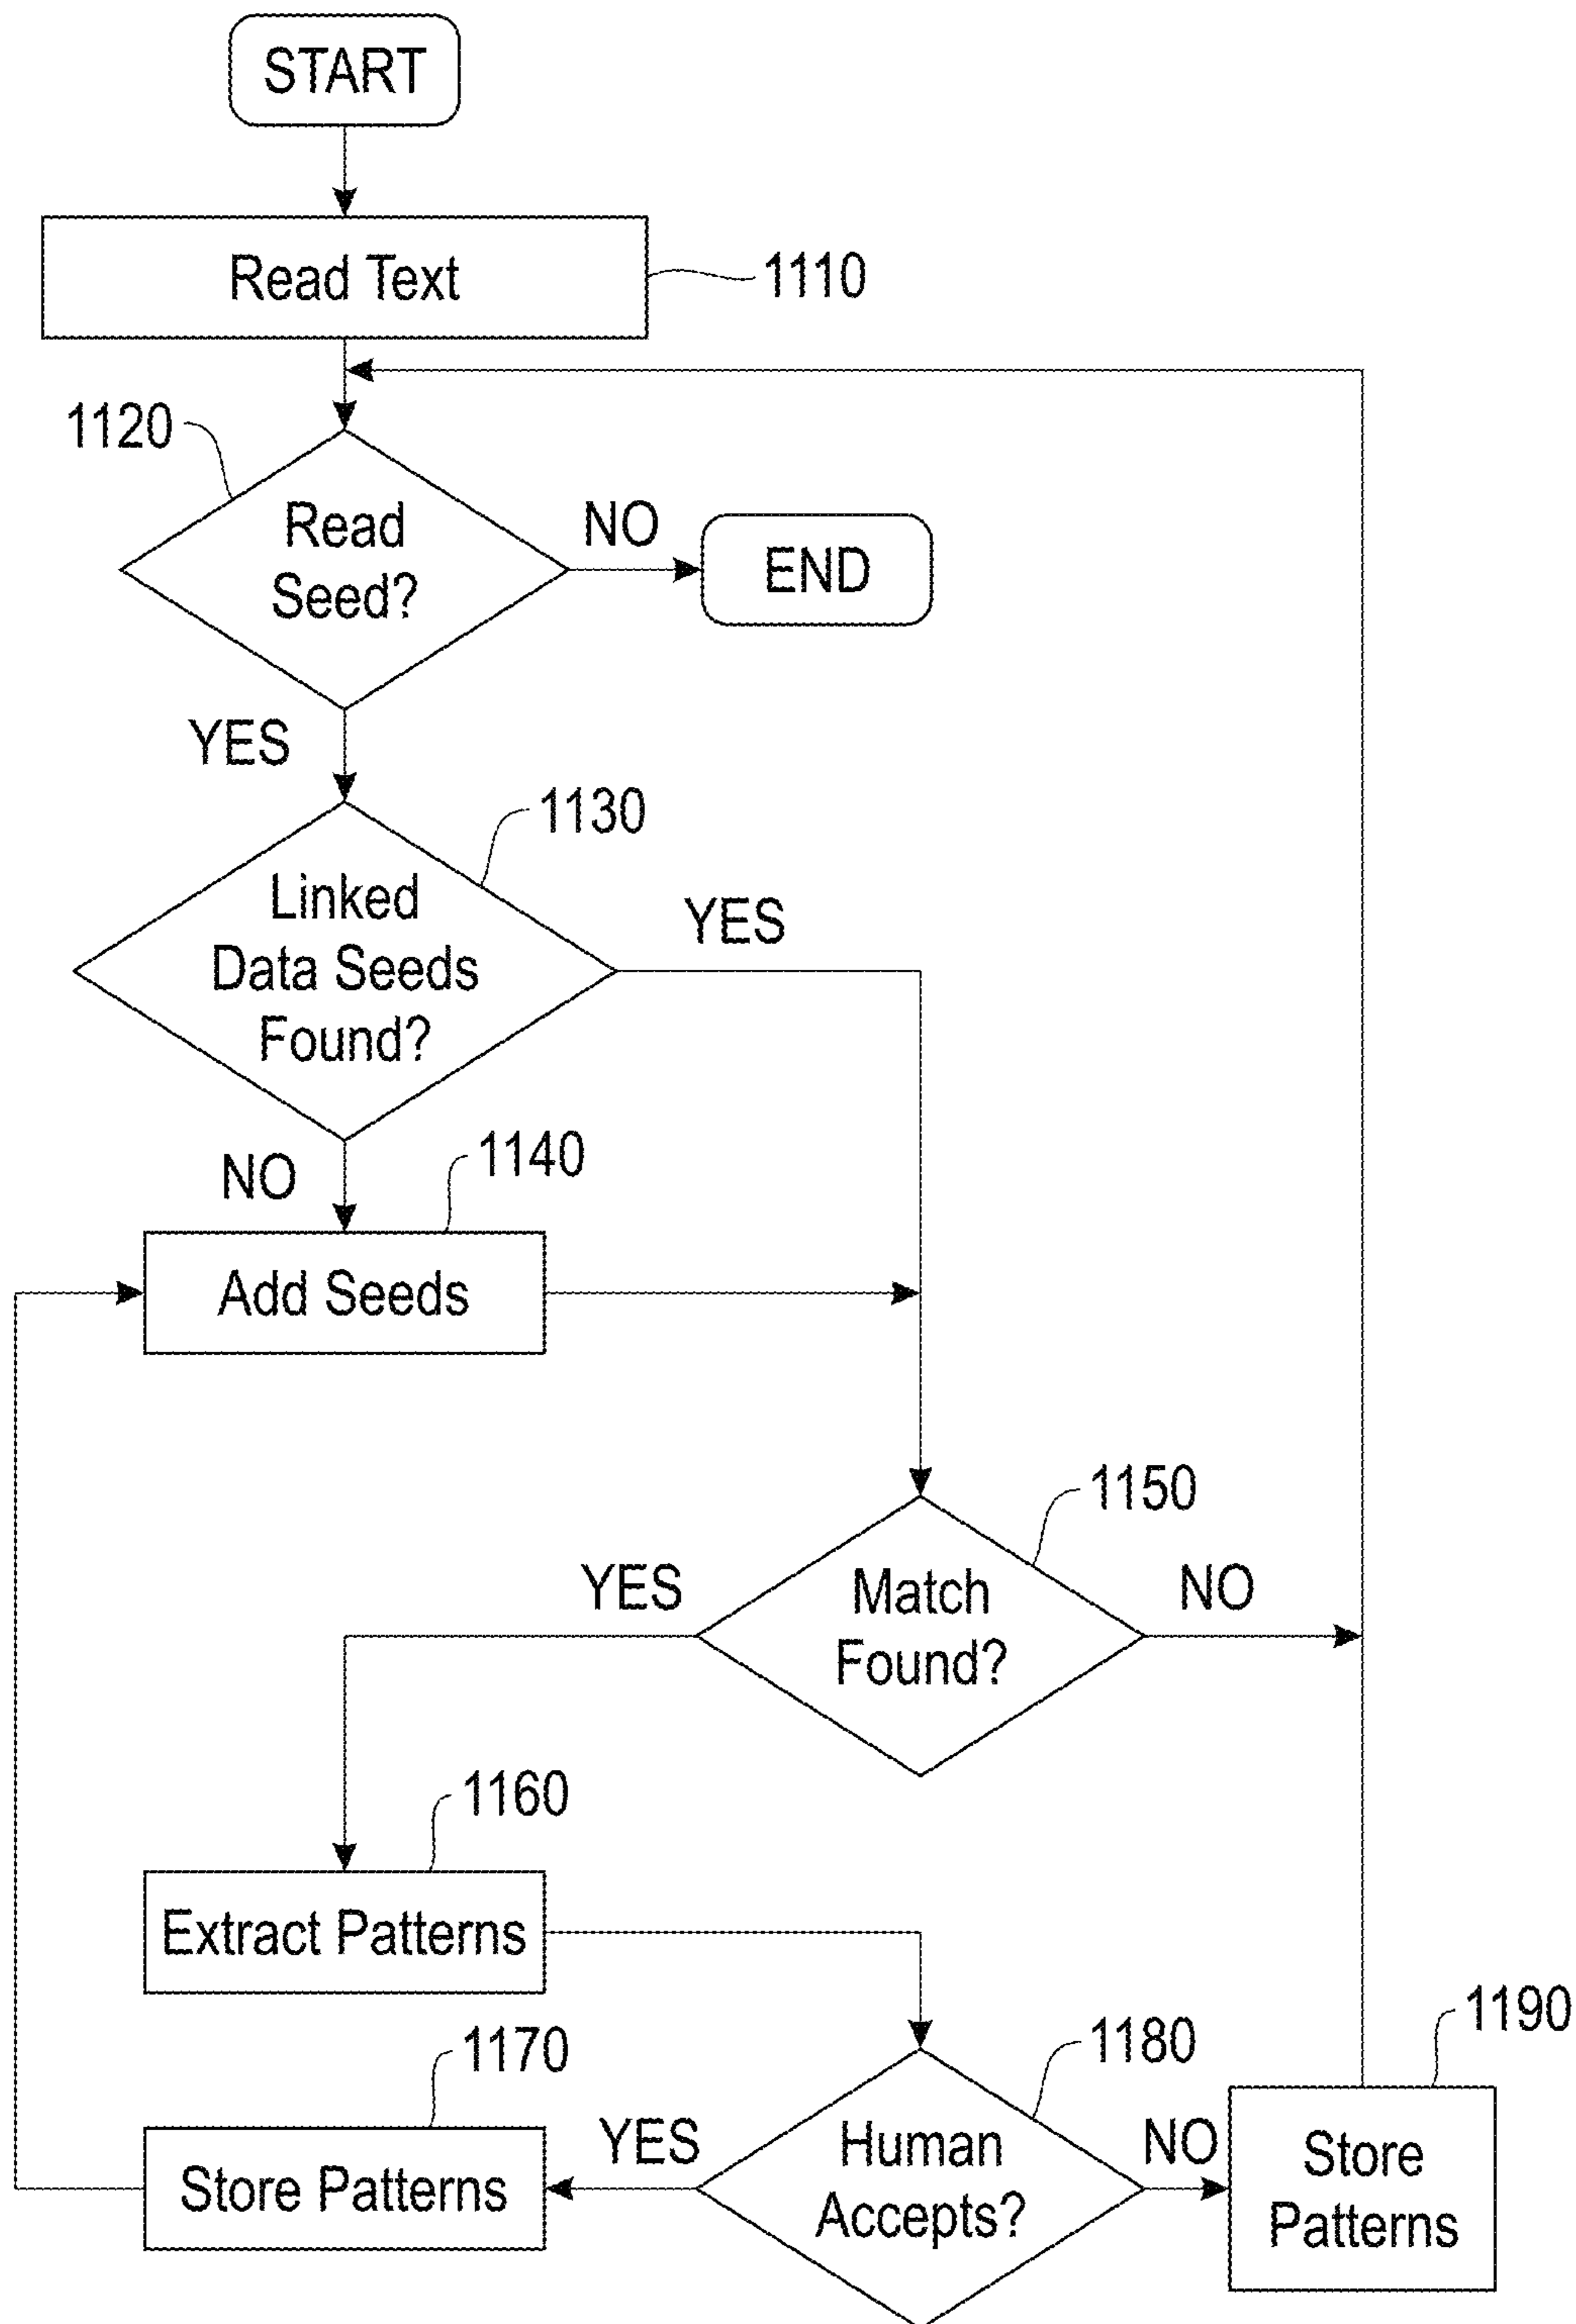 START
Read Text
1110
1120
Read
Seed?
NO
END
YES
1130
Linked
Data Seeds
Found?
YES
NO
1140
Add Seeds
1150
YES
Match
Found?
NO
1160
Extract Patterns
1190
1170
1180
Store Patterns
YES
Human
Accepts?
NO
Store
Patterns